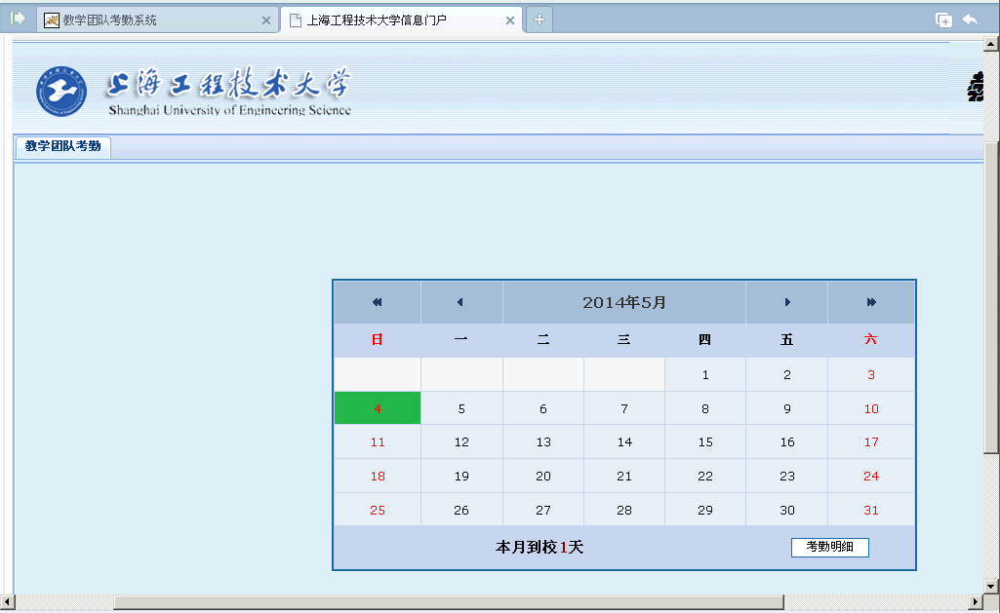 教学团队考勤系统 上海工程技术大学信息门户
上海工程技术大学
Shanghai University of Engineering Science
教学团队考勤
2014年5月
日 一 二 三 四 五 六
1 2 3
4 5 6 7 8 9 10
11 12 13 14 15 16 17
18 19 20 21 22 23 24
25 26 27 28 29 30 31
本月到校1天 考勤明细